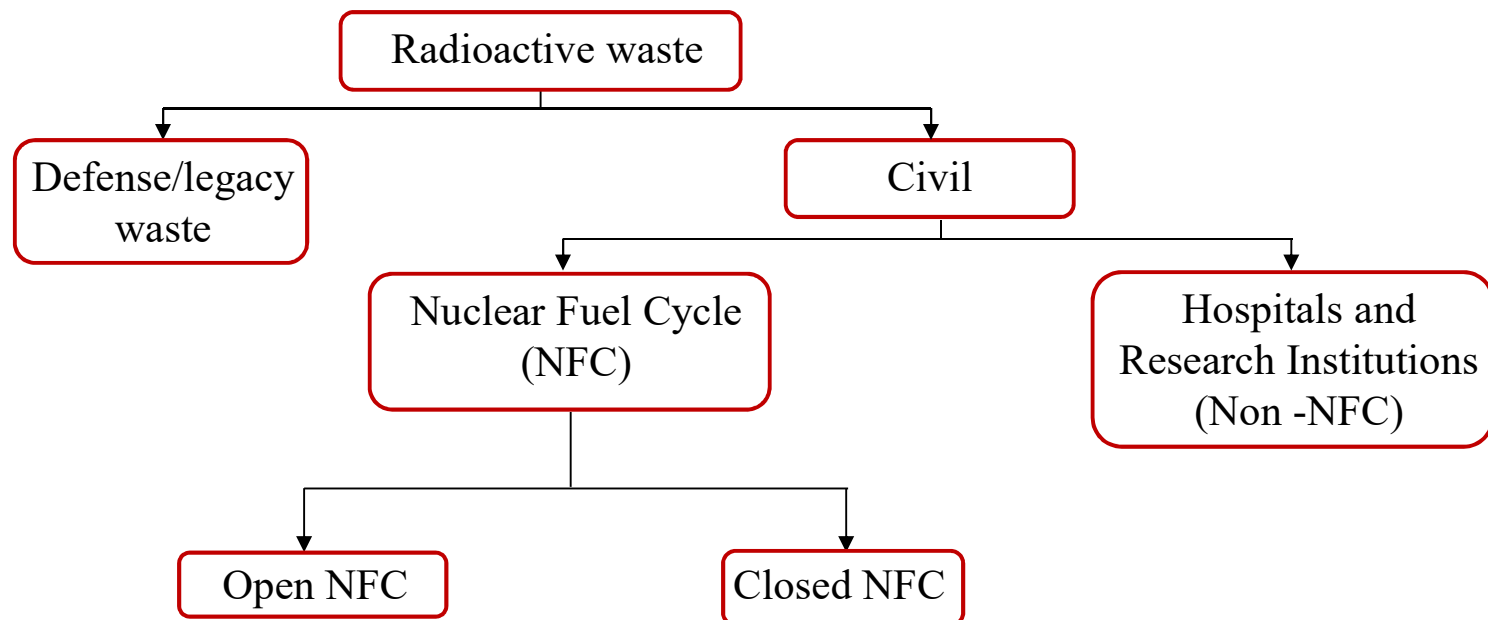 Radioactive waste
Defense/legacy
waste
Civil
Nuclear Fuel Cycle
(NFC)
Hospitals and
Research Institutions
(Non -NFC)
Open NFC
Closed NFC